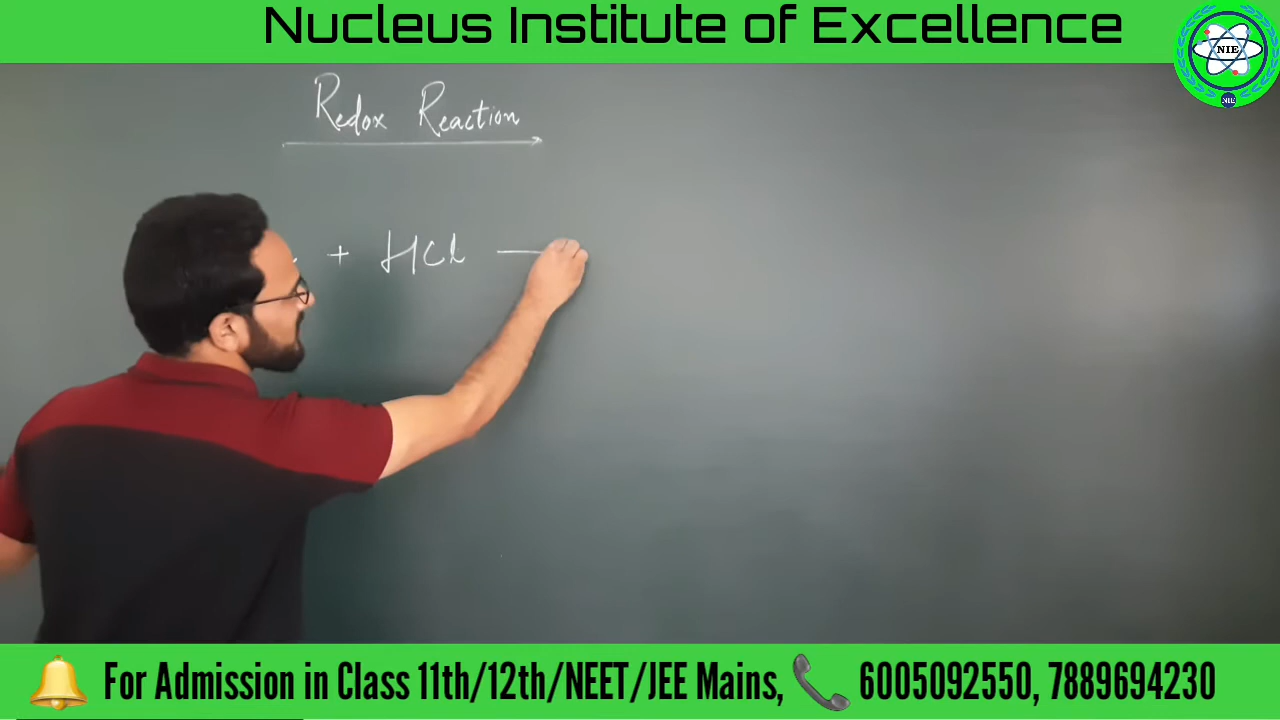 Nucleus Institute of Excellence
NIE
NIE
Redox Reaction
+ HCl
For Admission in Class 11th/12th/NEET/JEE Mains, 6005092550, 7889694230